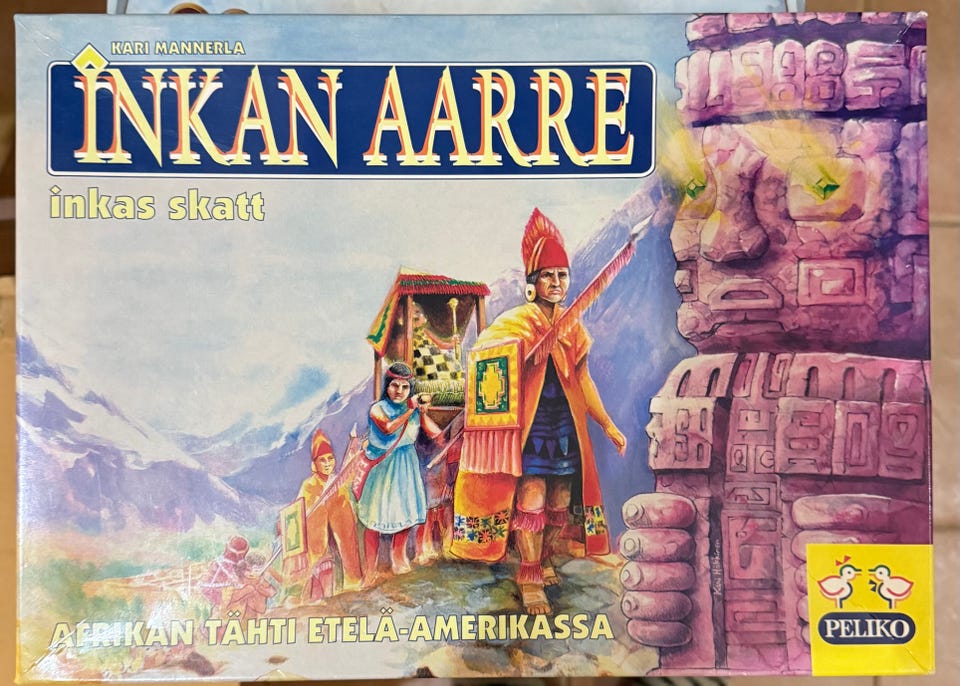 KARI MANNERLA
INKAN AARRE
inkas skatt
AFRIKAN TÄHTI ETELÄ-AMERIKASSA
PELIKO